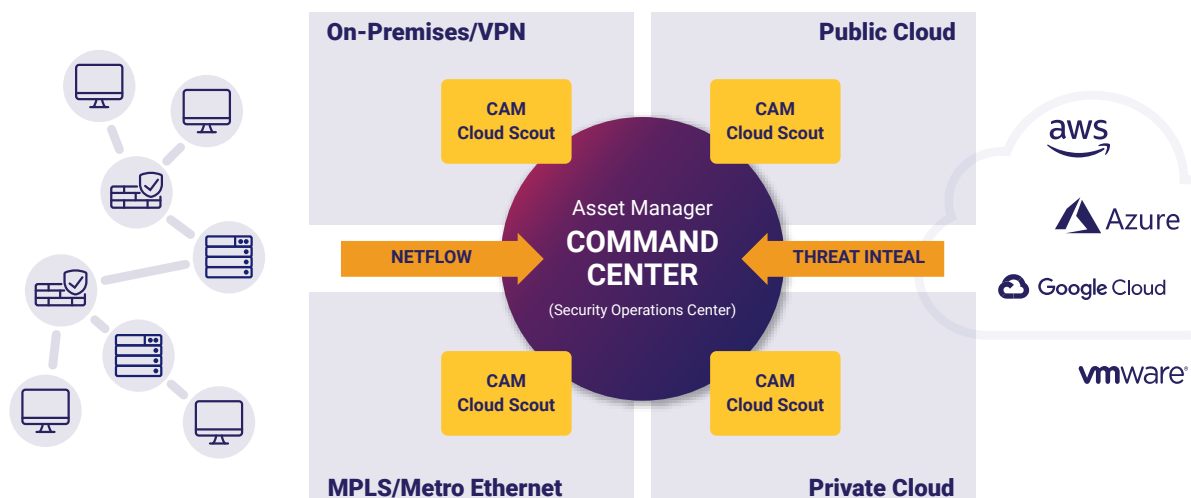 On-Premises/VPN
Public Cloud
CAM
Cloud Scout
CAM
Cloud Scout
aws
Asset Manager
COMMAND
CENTER
(Security Operations Center)
NETFLOW
THREAT INTEAL
Azure
Google Cloud
vmware®
CAM
Cloud Scout
CAM
Cloud Scout
MPLS/Metro Ethernet
Private Cloud